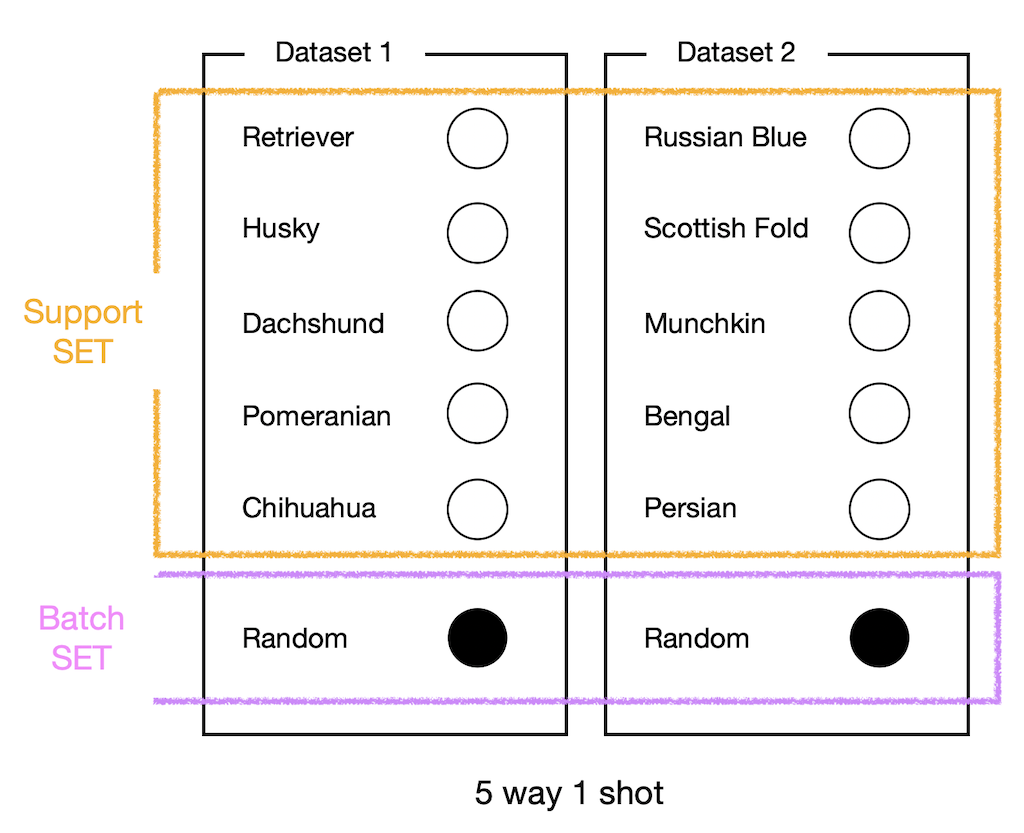 Dataset 1
Dataset 2
Retriever
Russian Blue
Husky
Scottish Fold
Support
SET
Dachshund
Munchkin
Pomeranian
Bengal
Chihuahua
Persian
Batch
SET
Random
Random
5 way 1 shot